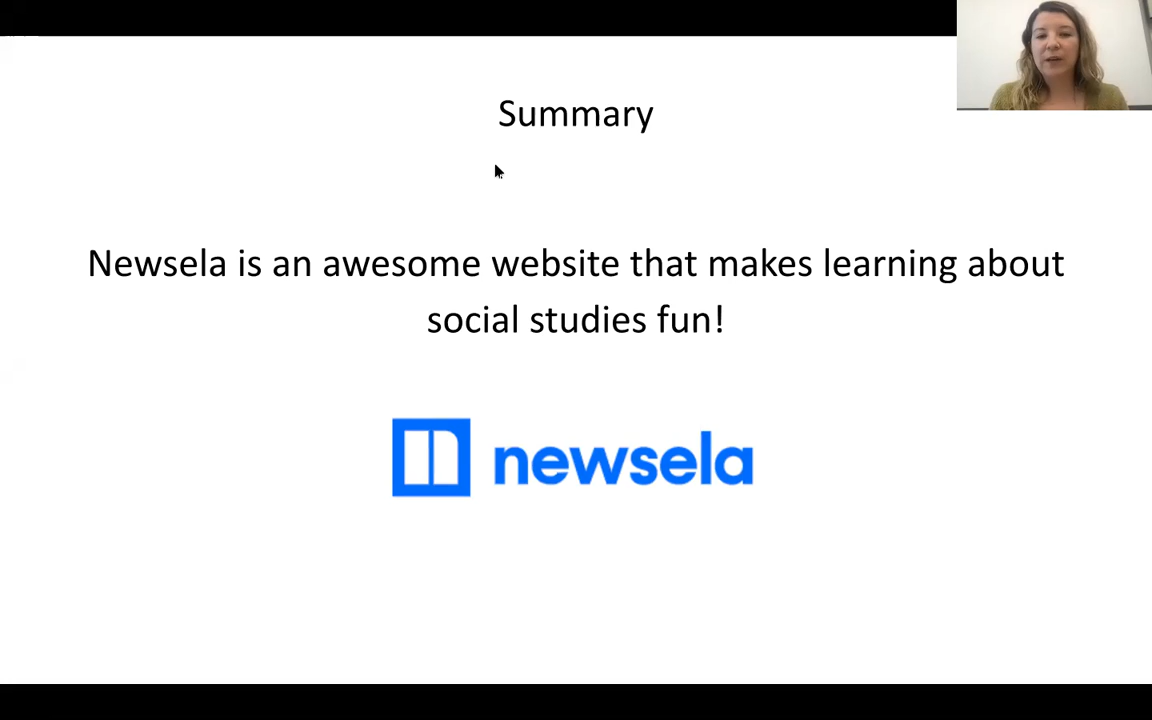 Summary
Newsela is an awesome website that makes learning about
social studies fun!
newsela